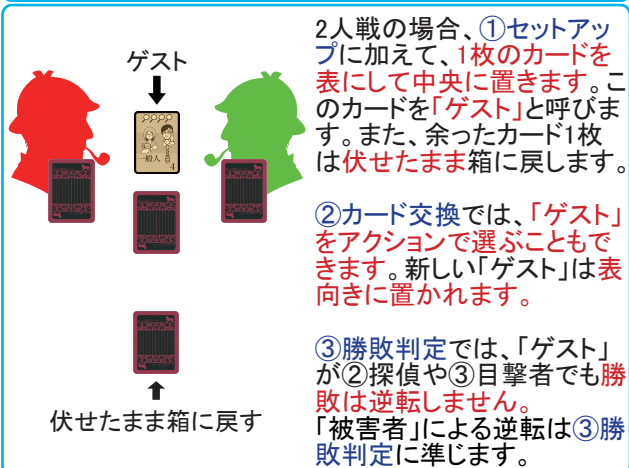 ゲスト
一般人
4
伏せたまま箱に戻す
2人戦の場合、①セットアッ
プに加えて、1枚のカードを
表にして中央に置きます。こ
のカードを「ゲスト」と呼びま
す。また、余ったカード1枚
は伏せたまま箱に戻します。
②カード交換では、「ゲスト」
をアクションで選ぶこともで
きます。新しい「ゲスト」は表
向きに置かれます。
③勝敗判定では、「ゲスト」
が②探偵や③目撃者でも勝
敗は逆転しません。
「被害者」による逆転は③勝
敗判定に準じます。